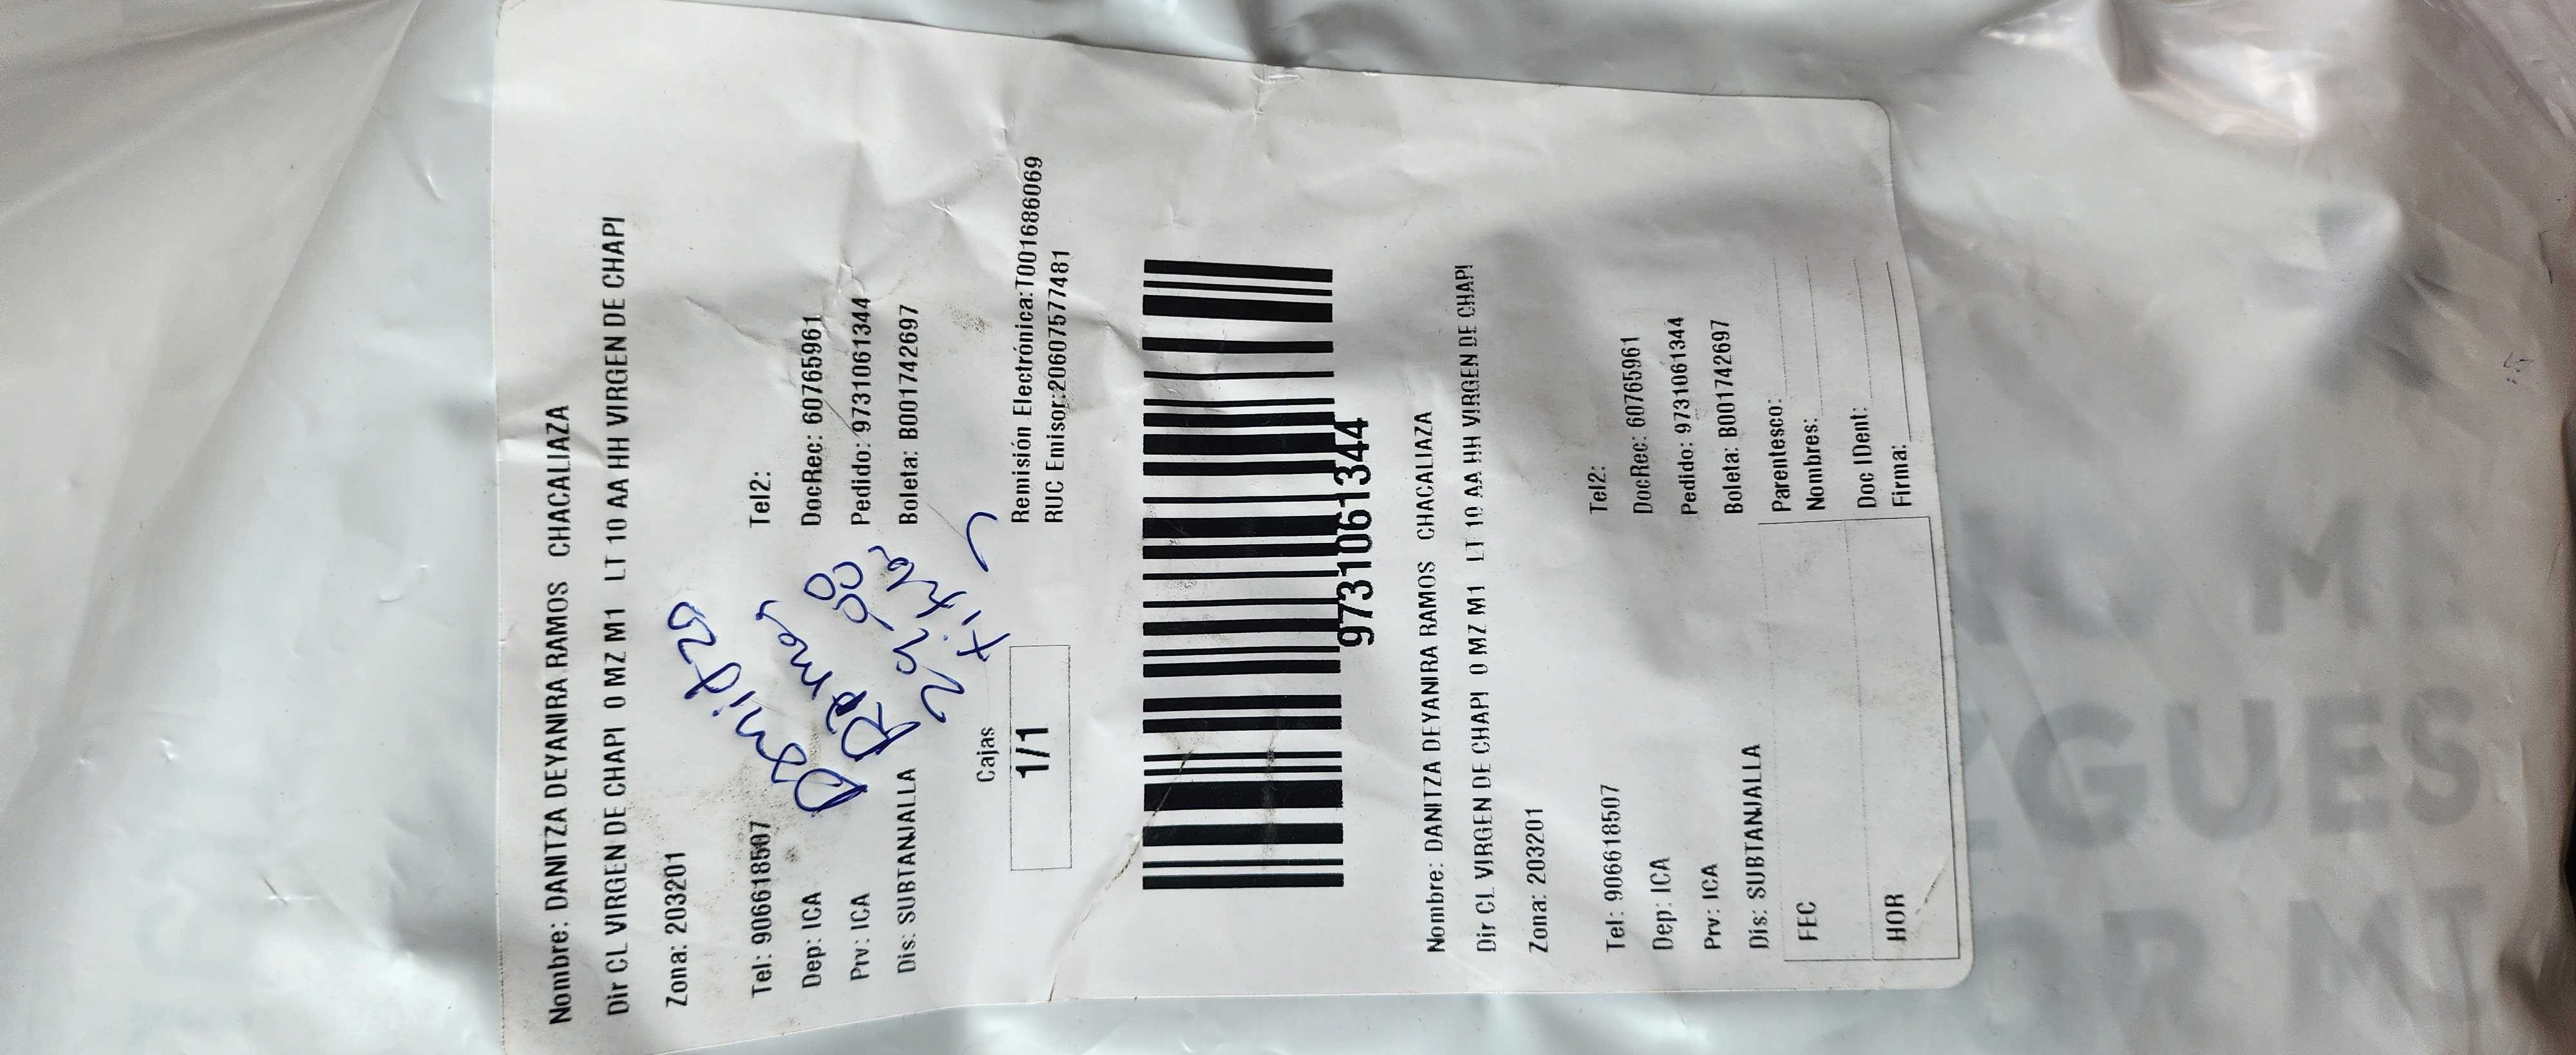 Nombre: DANITZA DEYANIRA RAMOS CHACALIAZA
Dir CL VIRGEN DE CHAPI 0 MZ M1 LT 10 AA HH VIRGEN DE CHAPI
Zona: 203201
Danitza
Ramos
Tel: 906618507 Tel2:
Dep: ICA DocRec: 60765961
Prv: ICA Pedido: 9731061344
Dis: SUBTANJALLA Boleta: B001742697
Cajas
1/1
Remisión Electrónica:T001686069
RUC Emisor:20607577481
9731061344
Nombre: DANITZA DEYANIRA RAMOS CHACALIAZA
Dir CL VIRGEN DE CHAPI 0 MZ M1 LT 10 AA HH VIRGEN DE CHAPI
Zona: 203201
Tel: 906618507 Tel2:
Dep: ICA DocRec: 60765961
Prv: ICA Pedido: 9731061344
Dis: SUBTANJALLA Boleta: B001742697
FEC
HOR
Parentesco:
Nombres:
Doc IDent:
Firma: